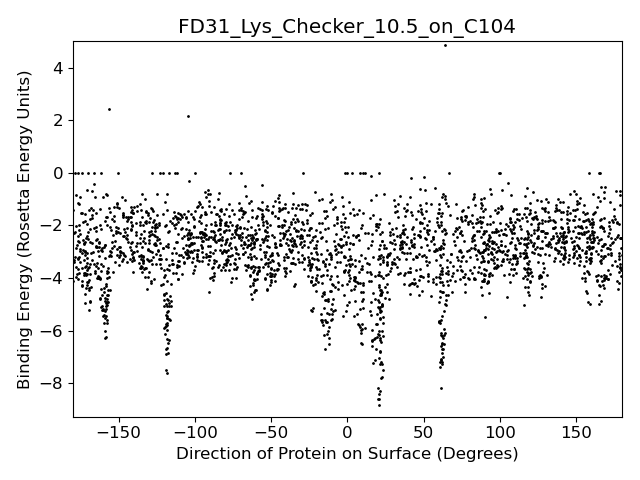 FD31_Lys_Checker_10.5_on_C104
Binding Energy (Rosetta Energy Units)
4
2
0
−2
−4
−6
−8
−150 −100 −50 0 50 100 150
Direction of Protein on Surface (Degrees)